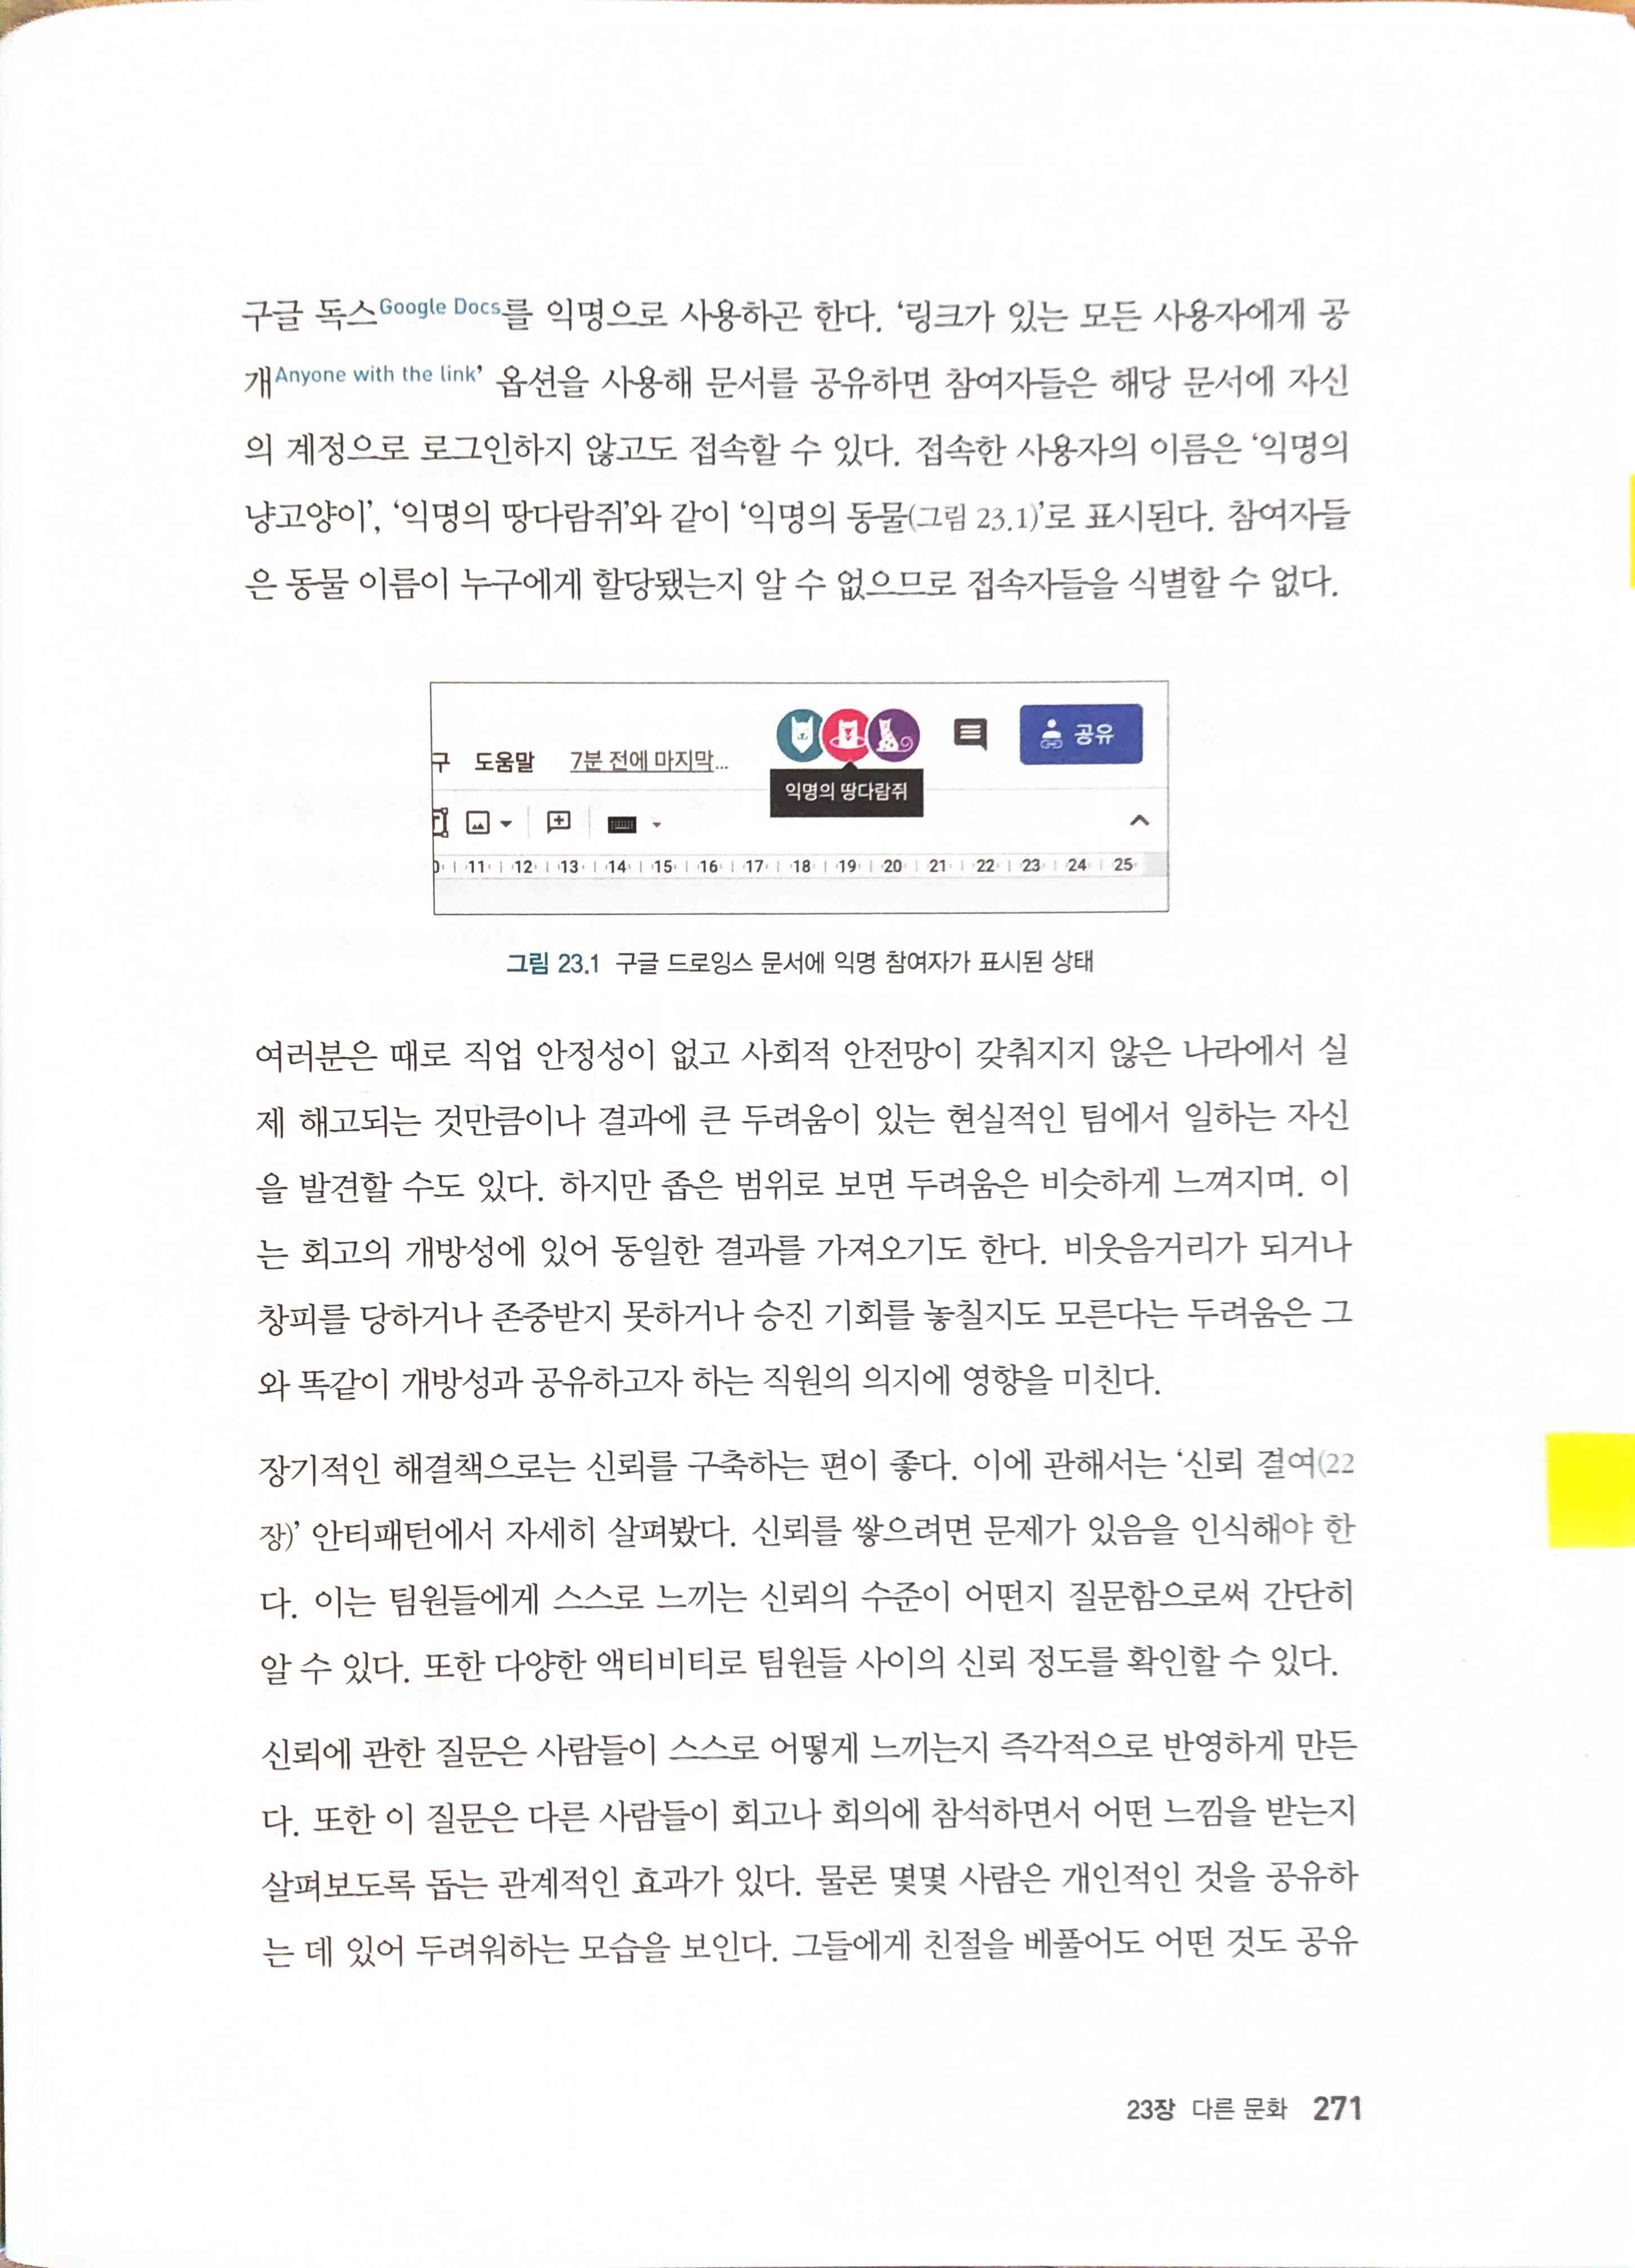 구글 독스Google Docs를 익명으로 사용하곤 한다. ‘링크가 있는 모든 사용자에게 공
개Anyone with the link’ 옵션을 사용해 문서를 공유하면 참여자들은 해당 문서에 자신
의 계정으로 로그인하지 않고도 접속할 수 있다. 접속한 사용자의 이름은 ‘익명의
냥고양이’, ‘익명의 땅다람쥐’와 같이 ‘익명의 동물(그림 23.1)’로 표시된다. 참여자들
은 동물 이름이 누구에게 할당됐는지 알 수 없으므로 접속자들을 식별할 수 없다.
공유
구 도움말 7분 전에 마지막...
익명의 땅다람쥐
11 12 13 14 15 16 17 18 19 20 21 22 23 24 25
그림 23.1 구글 드로잉스 문서에 익명 참여자가 표시된 상태
여러분은 때로 직업 안정성이 없고 사회적 안전망이 갖춰지지 않은 나라에서 실
제 해고되는 것만큼이나 결과에 큰 두려움이 있는 현실적인 팀에서 일하는 자신
을 발견할 수도 있다. 하지만 좁은 범위로 보면 두려움은 비슷하게 느껴지며. 이
는 회고의 개방성에 있어 동일한 결과를 가져오기도 한다. 비웃음거리가 되거나
창피를 당하거나 존중받지 못하거나 승진 기회를 놓칠지도 모른다는 두려움은 그
와 똑같이 개방성과 공유하고자 하는 직원의 의지에 영향을 미친다.
장기적인 해결책으로는 신뢰를 구축하는 편이 좋다. 이에 관해서는 ‘신뢰 결여(22
장)’ 안티패턴에서 자세히 살펴봤다. 신뢰를 쌓으려면 문제가 있음을 인식해야 한
다. 이는 팀원들에게 스스로 느끼는 신뢰의 수준이 어떤지 질문함으로써 간단히
알 수 있다. 또한 다양한 액티비티로 팀원들 사이의 신뢰 정도를 확인할 수 있다.
신뢰에 관한 질문은 사람들이 스스로 어떻게 느끼는지 즉각적으로 반영하게 만든
다. 또한 이 질문은 다른 사람들이 회고나 회의에 참석하면서 어떤 느낌을 받는지
살펴보도록 돕는 관계적인 효과가 있다. 물론 몇몇 사람은 개인적인 것을 공유하
는 데 있어 두려워하는 모습을 보인다. 그들에게 친절을 베풀어도 어떤 것도 공유
23장 다른 문화 271